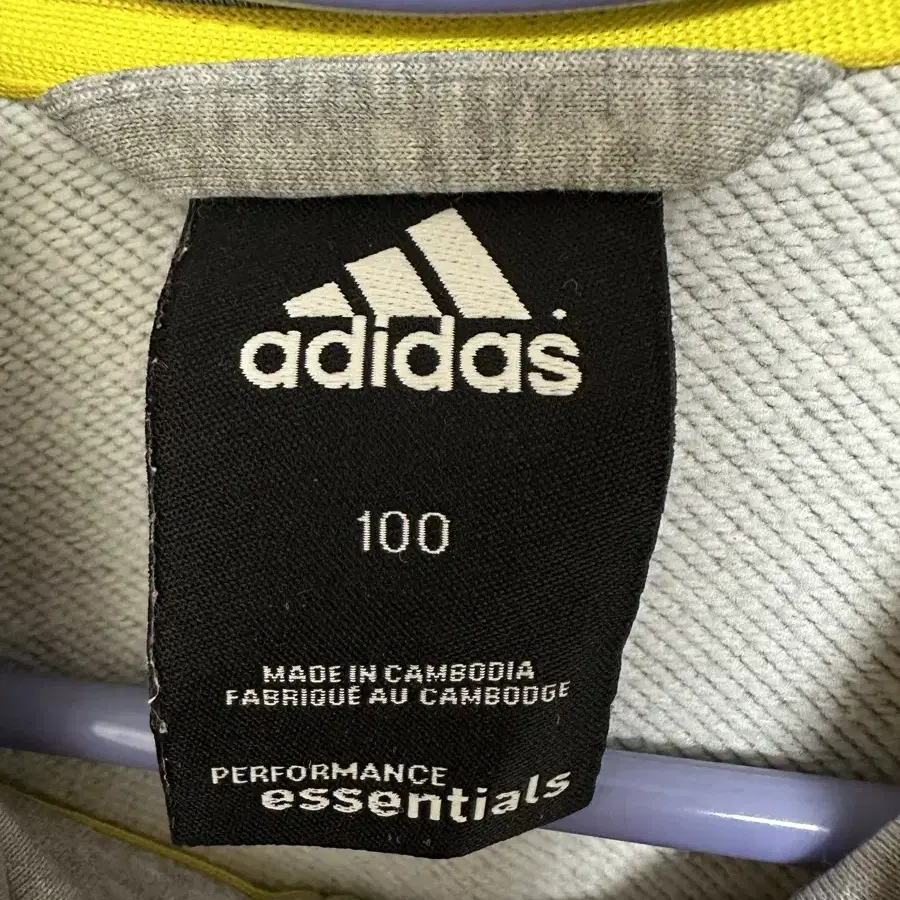 adidas
100
MADE IN CAMBODIA
FABRIQUÉ AU CAMBODGE
PERFORMANCE
essentials